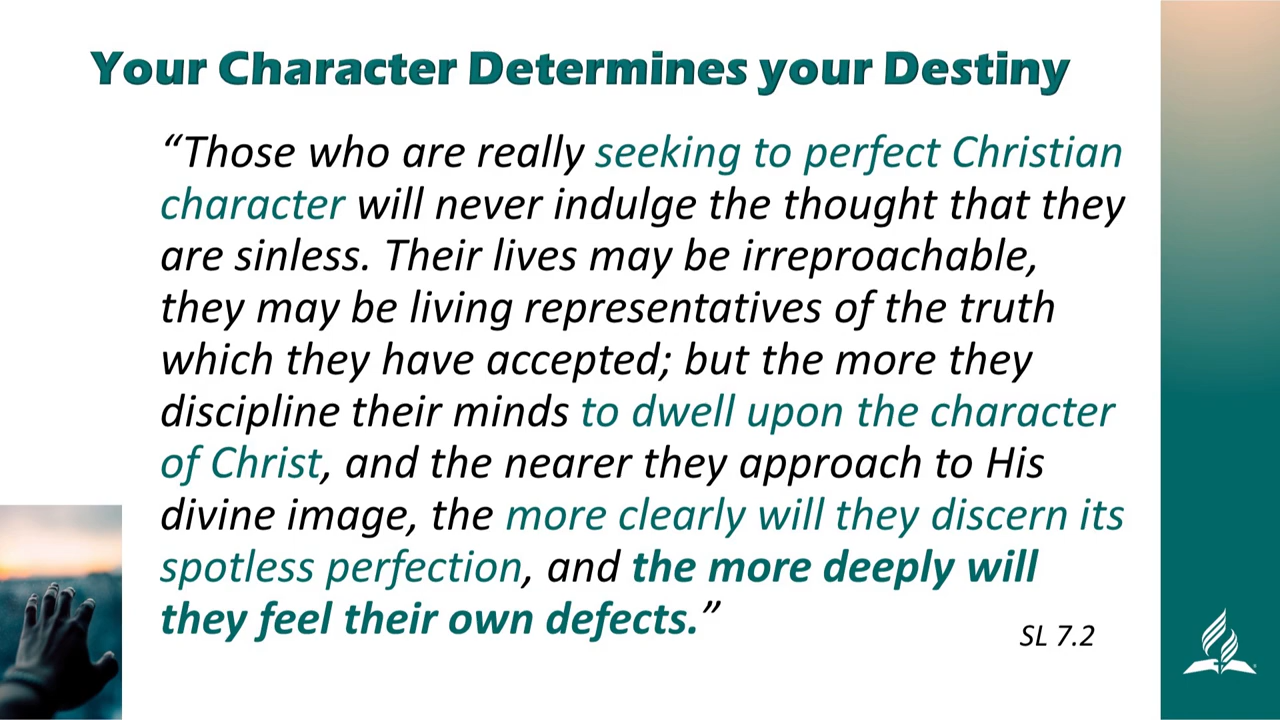 Your Character Determines your Destiny
“Those who are really seeking to perfect Christian
character will never indulge the thought that they
are sinless. Their lives may be irreproachable,
they may be living representatives of the truth
which they have accepted; but the more they
discipline their minds to dwell upon the character
of Christ, and the nearer they approach to His
divine image, the more clearly will they discern its
spotless perfection, and the more deeply will
they feel their own defects.”
SL 7.2